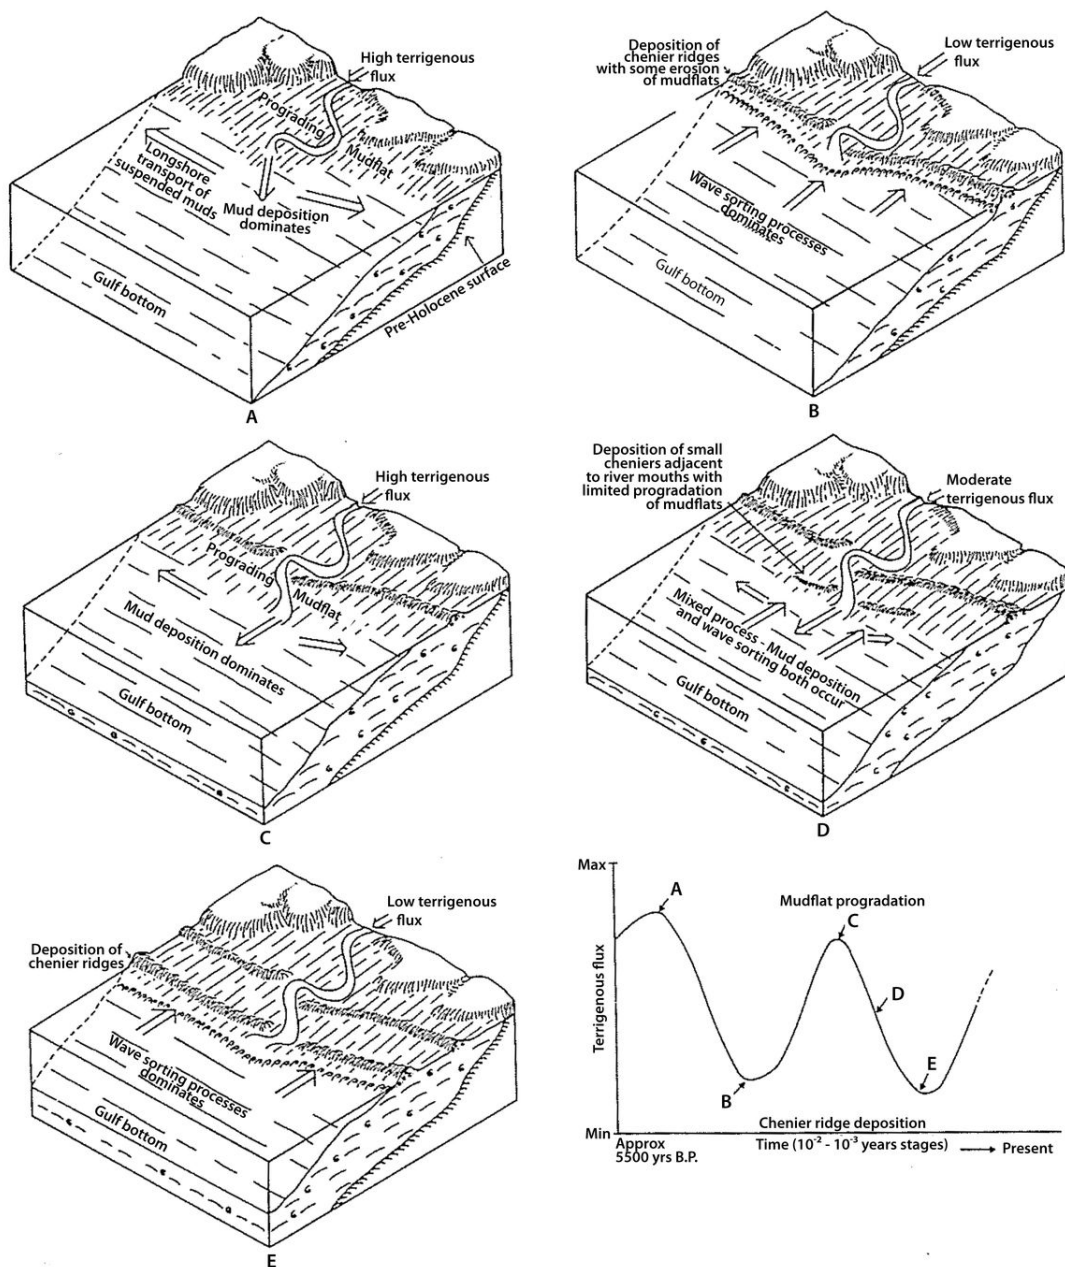 High terrigenous
flux
Prograding
Mudflat
Longshore
transport of
suspended muds
Mud deposition
dominates
Gulf bottom
Pre-Holocene surface
A
Deposition of
chenier ridges
with some erosion
of mudflats
Low terrigenous
flux
Wave sorting processes
dominates
Gulf bottom
B
High terrigenous
flux
Prograding
Mudflat
Mud deposition dominates
Gulf bottom
C
Deposition of small
cheniers adjacent
to river mouths with
limited progradation
of mudflats
Moderate
terrigenous flux
Mixed process - Mud deposition
and wave sorting both occur
Gulf bottom
D
Low terrigenous
flux
Deposition of
chenier ridges
Wave sorting processes
dominates
Gulf bottom
E
Max
A
Mudflat progradation
C
Terrigenous flux
D
E
B
Chenier ridge deposition
Min
Approx
5500 yrs B.P.
Time (10⁻² - 10⁻³ years stages)
Present